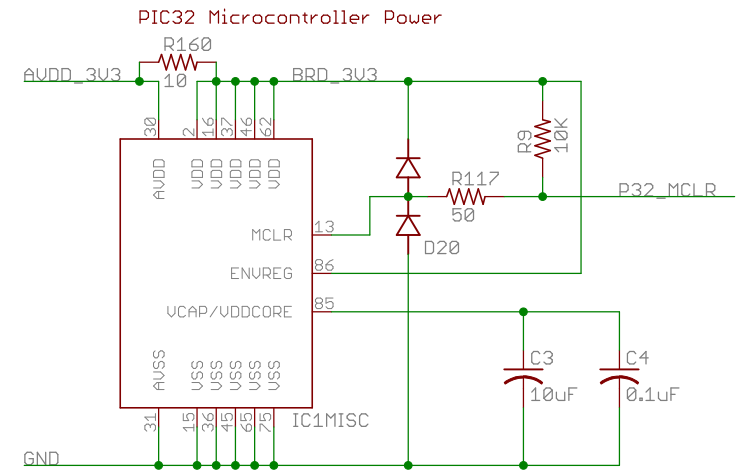 PIC32 Microcontroller Power
R160
AVDD_3V3
10
BRD_3V3
30
2
16
37
46
62
R9
10K
AVDD
VDD
VDD
VDD
VDD
VDD
R117
P32_MCLR
50
MCLR
13
D20
ENVREG
86
VCAP/VDDCORE
85
C3
C4
10uF
0.1uF
AVSS
VSS
VSS
VSS
VSS
VSS
31
15
36
45
65
75
IC1MISC
GND